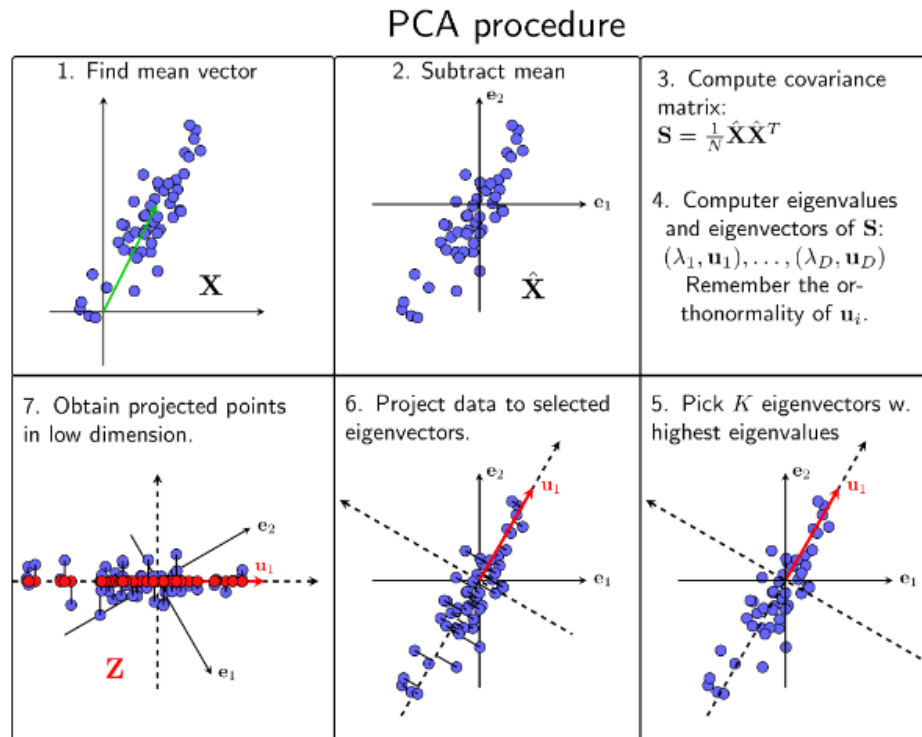 PCA procedure
1. Find mean vector
X
2. Subtract mean
e₂
e₁
X̂
3. Compute covariance
matrix:
S = 1/N X̂X̂ᵀ
4. Computer eigenvalues
and eigenvectors of S:
(λ₁, u₁), . . . , (λ_D, u_D)
Remember the or-
thonormality of uᵢ.
7. Obtain projected points
in low dimension.
e₂
u₁
Z
e₁
6. Project data to selected
eigenvectors.
e₂
u₁
e₁
5. Pick K eigenvectors w.
highest eigenvalues
e₂
u₁
e₁